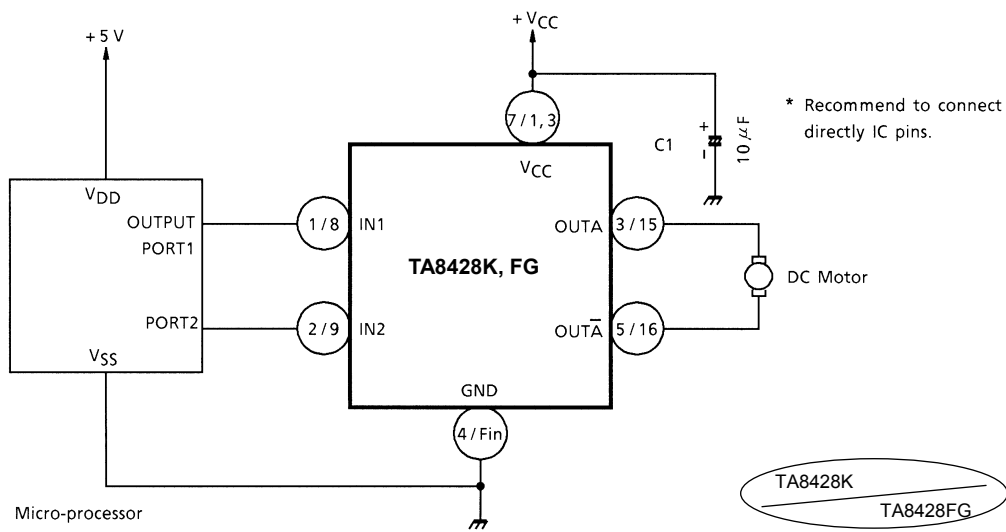 + 5 V
+ VCC
7 / 1, 3
* Recommend to connect
directly IC pins.
C1
+
−
10 μF
VCC
VDD
OUTPUT
PORT1
1 / 8
IN1
OUTA
3 / 15
TA8428K, FG
DC Motor
PORT2
2 / 9
IN2
OUTA̅
5 / 16
VSS
GND
4 / Fin
Micro-processor
TA8428K
TA8428FG